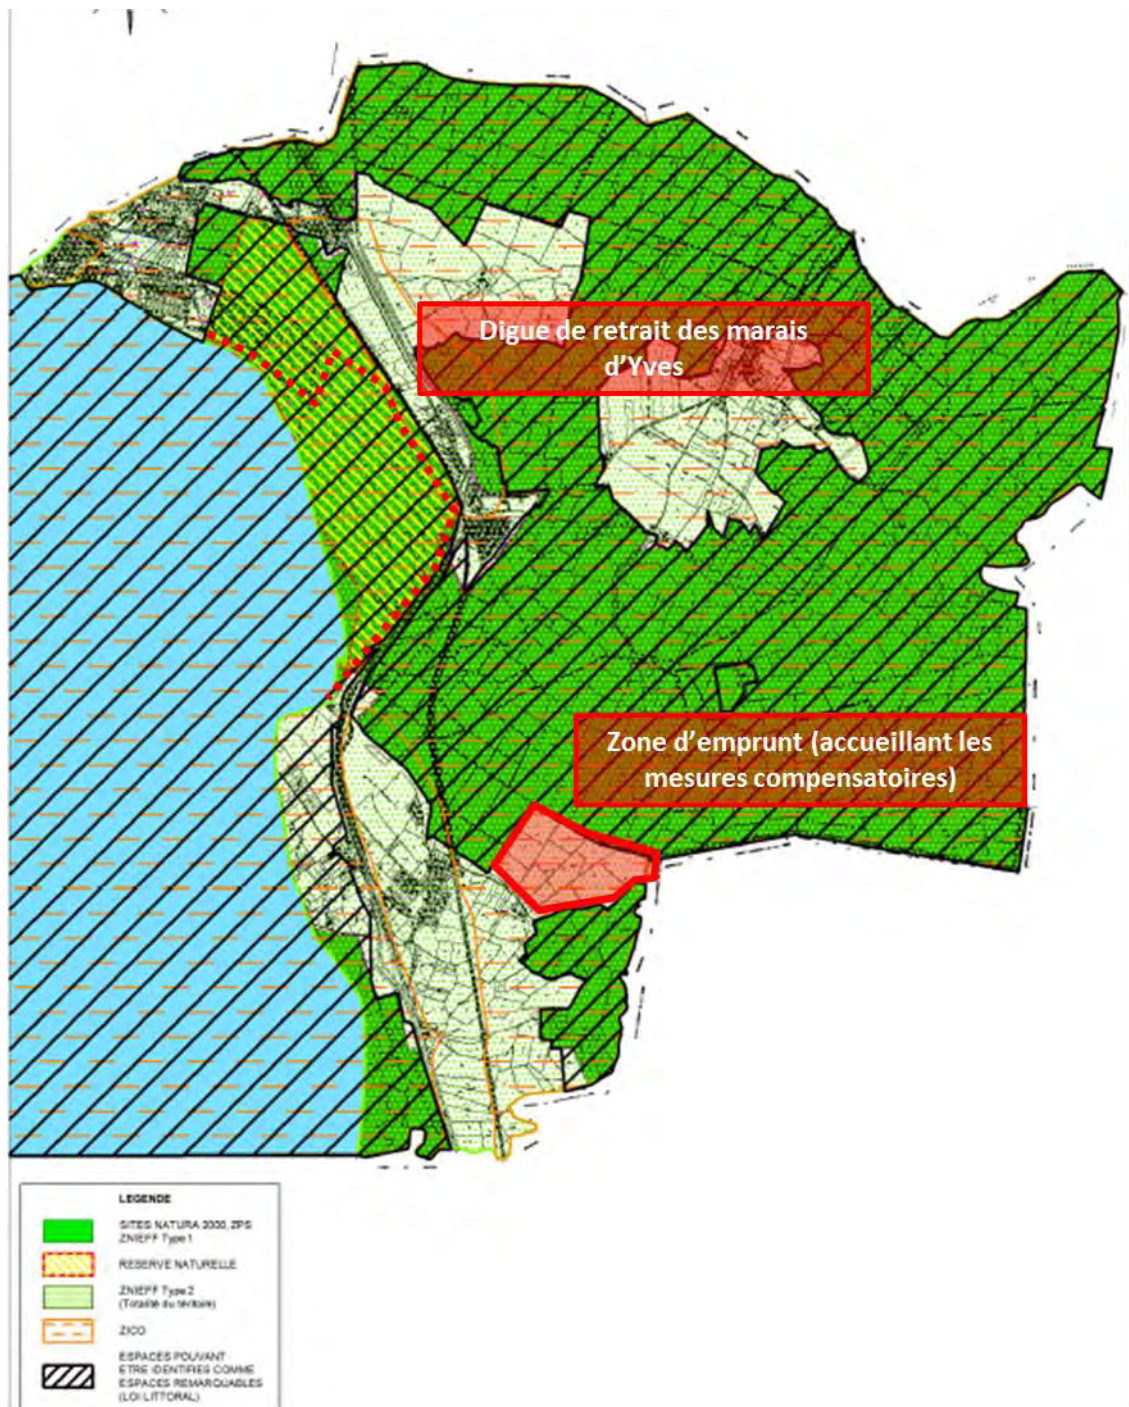 Digue de retrait des marais
d’Yves
Zone d’emprunt (accueillant les
mesures compensatoires)
LEGENDE
SITES NATURA 2000, ZPS
ZNIEFF Type 1
RESERVE NATURELLE
ZNIEFF Type 2
(Totalité du térritoire)
ZICO
ESPACES POUVANT
ETRE IDENTIFIES COMME
ESPACES REMARQUABLES
(LOI LITTORAL)